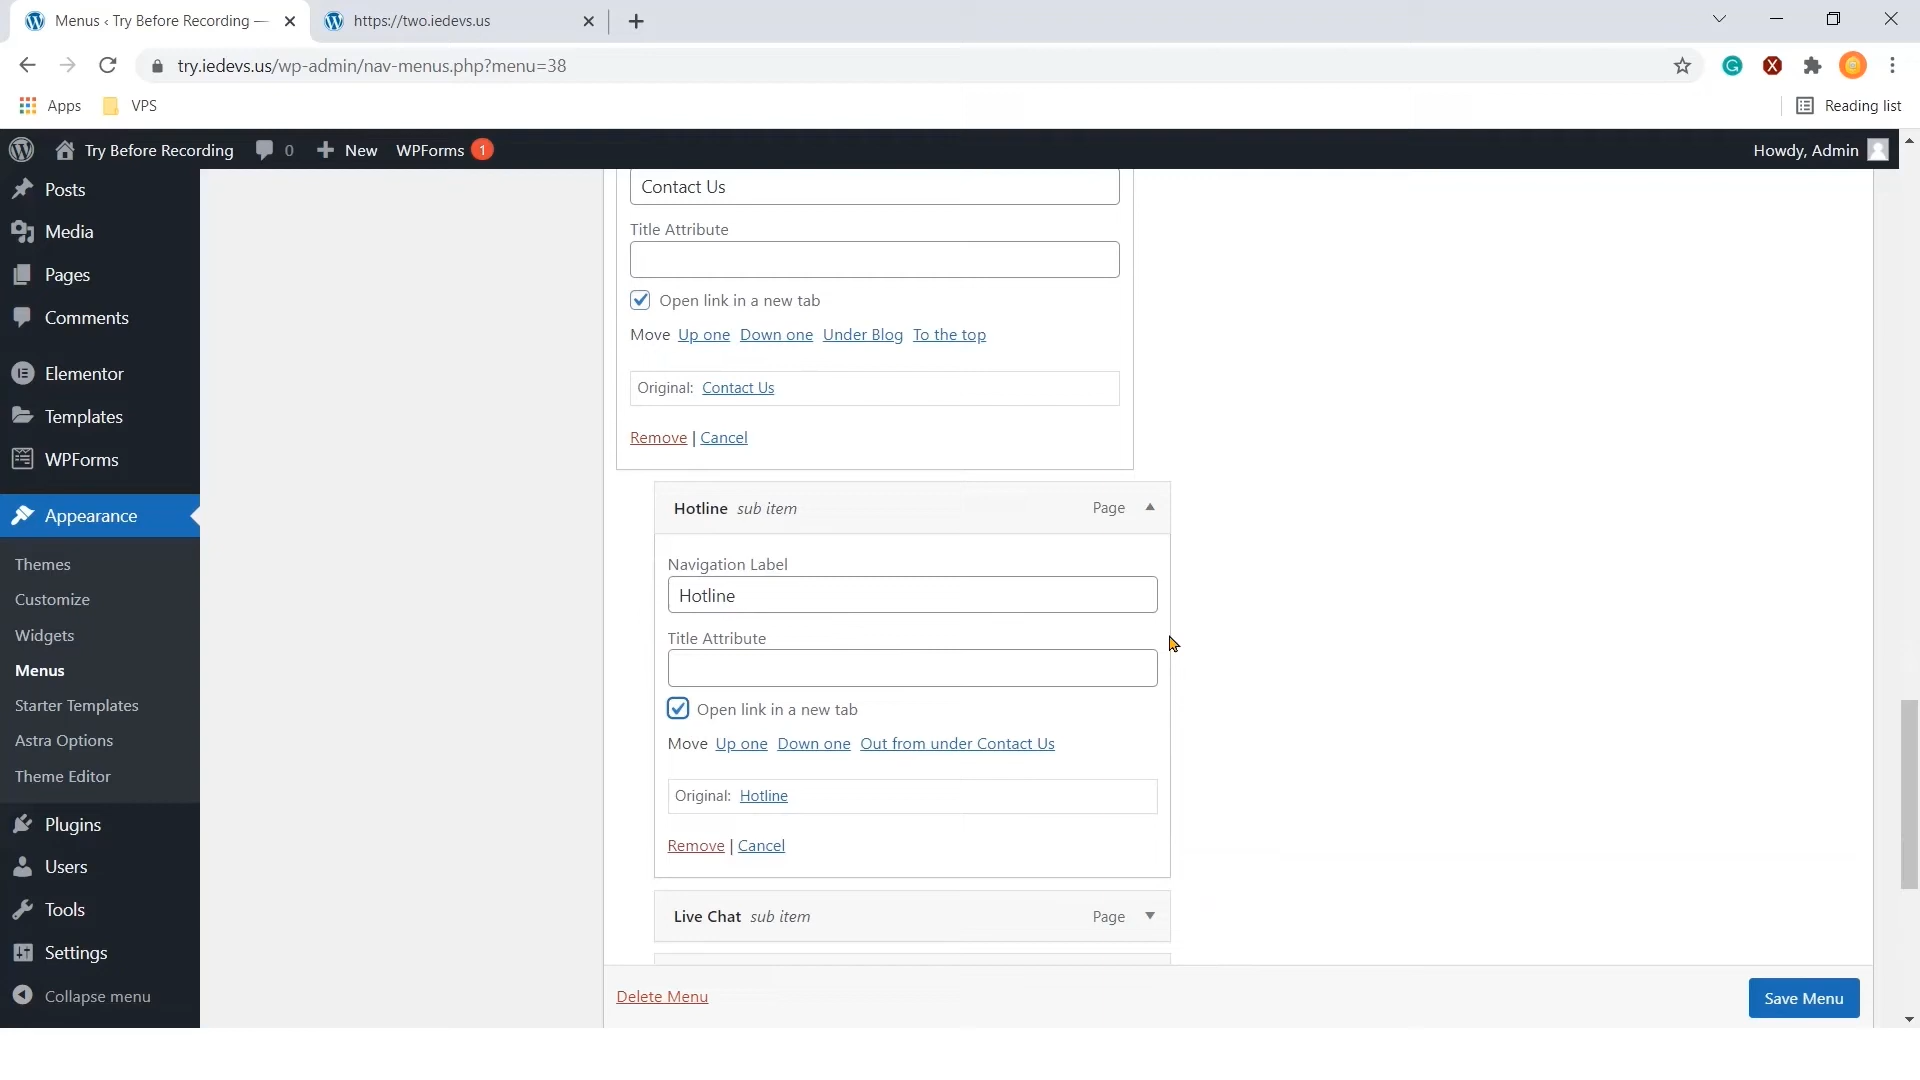 Menus ‹ Try Before Recording —
https://two.iedevs.us
try.iedevs.us/wp-admin/nav-menus.php?menu=38
Apps
VPS
Reading list
Try Before Recording
0
New
WPForms 1
Howdy, Admin
Posts
Media
Pages
Comments
Elementor
Templates
WPForms
Appearance
Themes
Customize
Widgets
Menus
Starter Templates
Astra Options
Theme Editor
Plugins
Users
Tools
Settings
Collapse menu
Contact Us
Title Attribute
Open link in a new tab
Move Up one Down one Under Blog To the top
Original: Contact Us
Remove | Cancel
Hotline sub item Page
Navigation Label
Hotline
Title Attribute
Open link in a new tab
Move Up one Down one Out from under Contact Us
Original: Hotline
Remove | Cancel
Live Chat sub item Page
Delete Menu
Save Menu